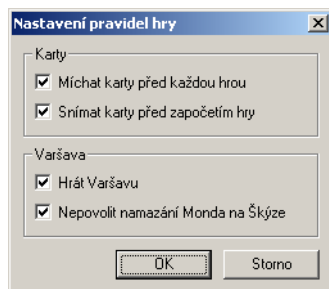 Nastavení pravidel hry
Karty
Míchat karty před každou hrou
Snímat karty před započetím hry
Varšava
Hrát Varšavu
Nepovolit namazání Monda na Škýze
OK
Storno